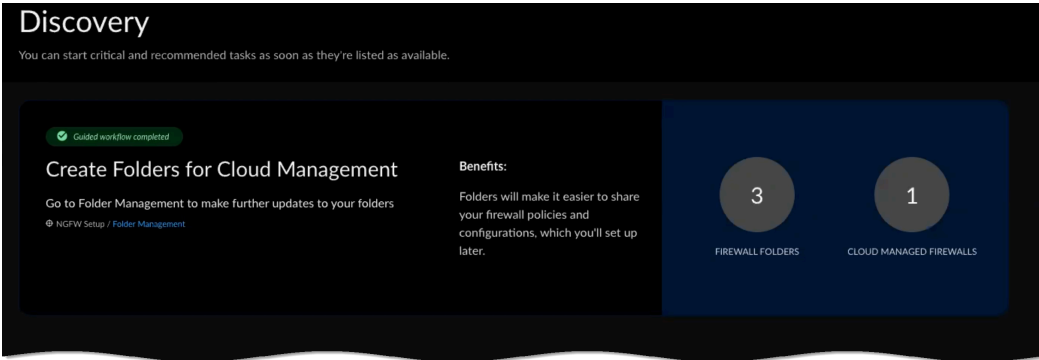 Discovery
You can start critical and recommended tasks as soon as they're listed as available.
Guided workflow completed
Create Folders for Cloud Management
Go to Folder Management to make further updates to your folders
NGFW Setup / Folder Management
Benefits:
Folders will make it easier to share
your firewall policies and
configurations, which you'll set up
later.
3
FIREWALL FOLDERS
1
CLOUD MANAGED FIREWALLS